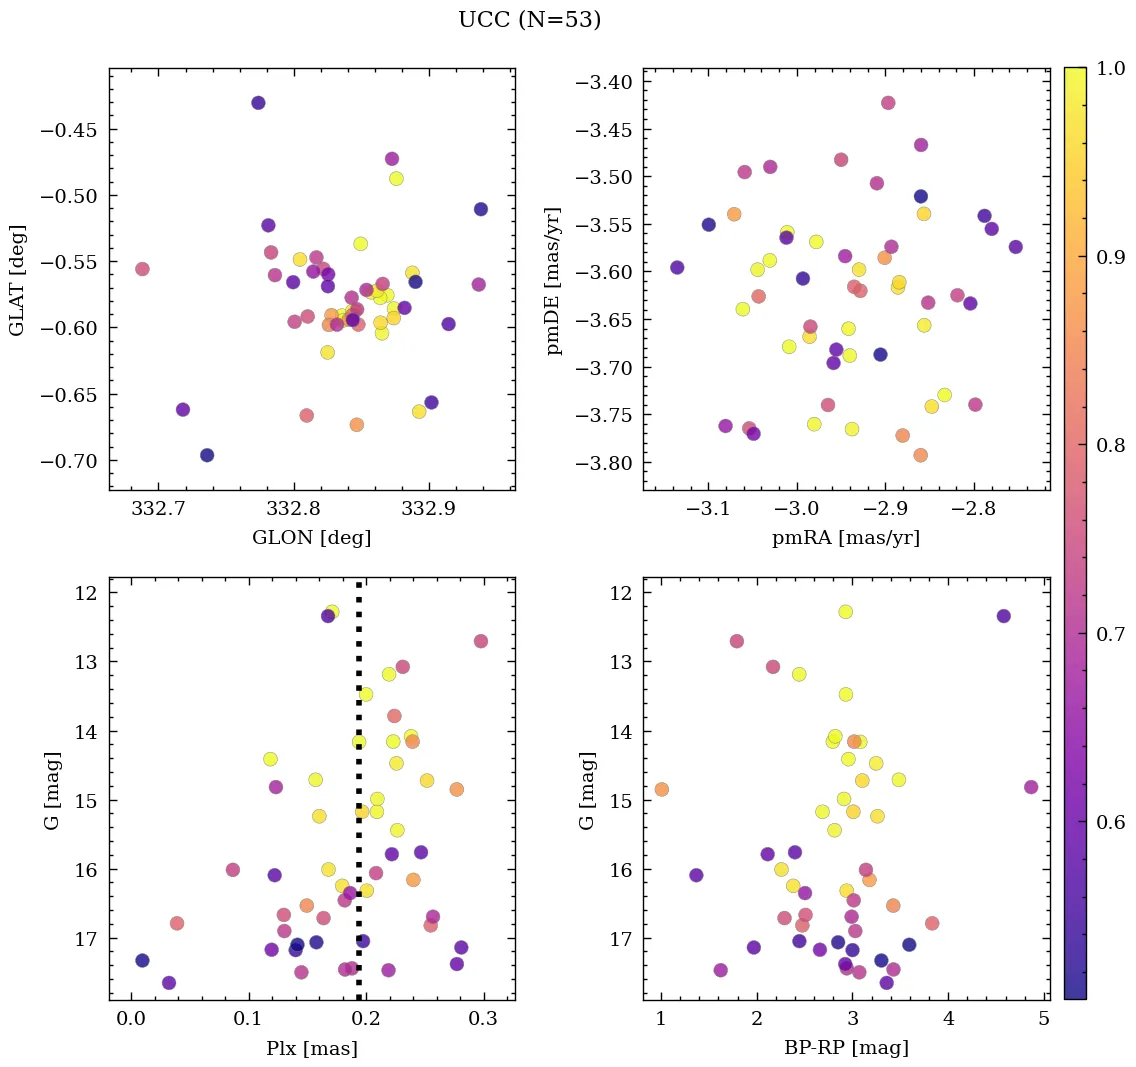 UCC (N=53)
−0.45
−0.50
−0.55
−0.60
−0.65
−0.70
GLAT [deg]
332.7 332.8 332.9
GLON [deg]
−3.40
−3.45
−3.50
−3.55
−3.60
−3.65
−3.70
−3.75
−3.80
pmDE [mas/yr]
−3.1 −3.0 −2.9 −2.8
pmRA [mas/yr]
1.0
0.9
0.8
0.7
0.6
12
13
14
15
16
17
G [mag]
0.0 0.1 0.2 0.3
Plx [mas]
12
13
14
15
16
17
G [mag]
1 2 3 4 5
BP-RP [mag]